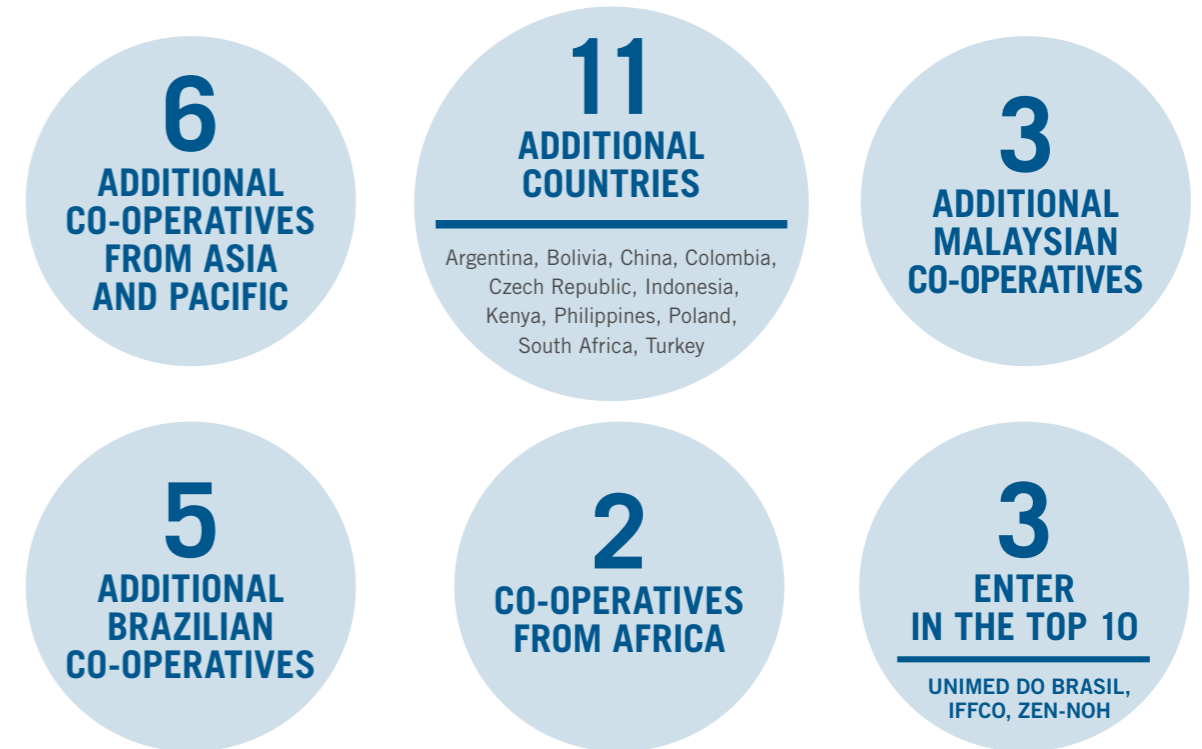 6
ADDITIONAL
CO-OPERATIVES
FROM ASIA
AND PACIFIC
11
ADDITIONAL
COUNTRIES
Argentina, Bolivia, China, Colombia,
Czech Republic, Indonesia,
Kenya, Philippines, Poland,
South Africa, Turkey
3
ADDITIONAL
MALAYSIAN
CO-OPERATIVES
5
ADDITIONAL
BRAZILIAN
CO-OPERATIVES
2
CO-OPERATIVES
FROM AFRICA
3
ENTER
IN THE TOP 10
UNIMED DO BRASIL,
IFFCO, ZEN-NOH